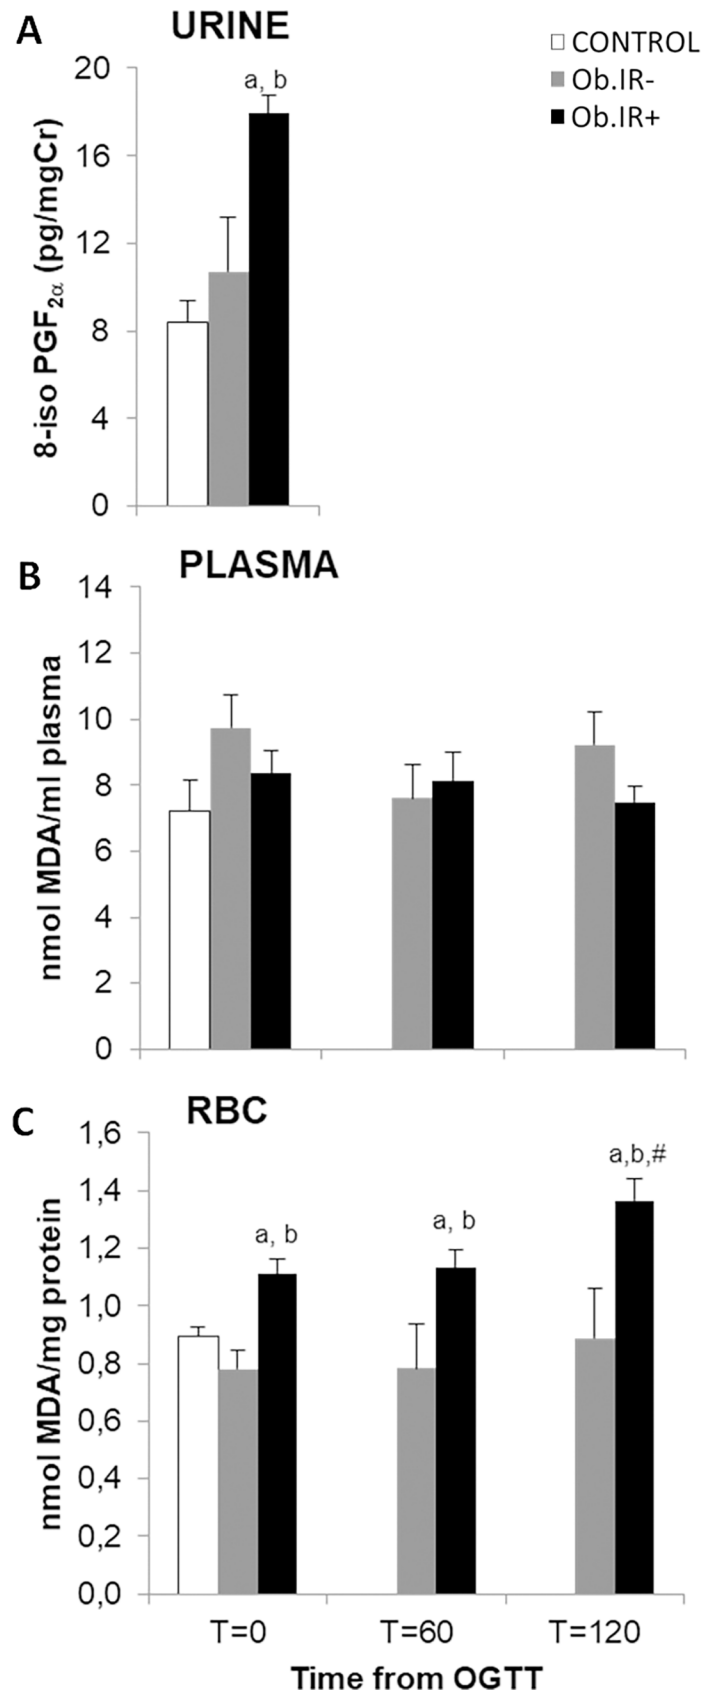 A
URINE
CONTROL
Ob.IR-
Ob.IR+
8-iso PGF2α (pg/mgCr)
20
16
12
8
4
0
a, b
B
PLASMA
nmol MDA/ml plasma
14
12
10
8
6
4
2
0
C
RBC
nmol MDA/mg protein
1,6
1,4
1,2
1,0
0,8
0,6
0,4
0,2
0,0
a, b
a, b
a,b,#
T=0
T=60
T=120
Time from OGTT